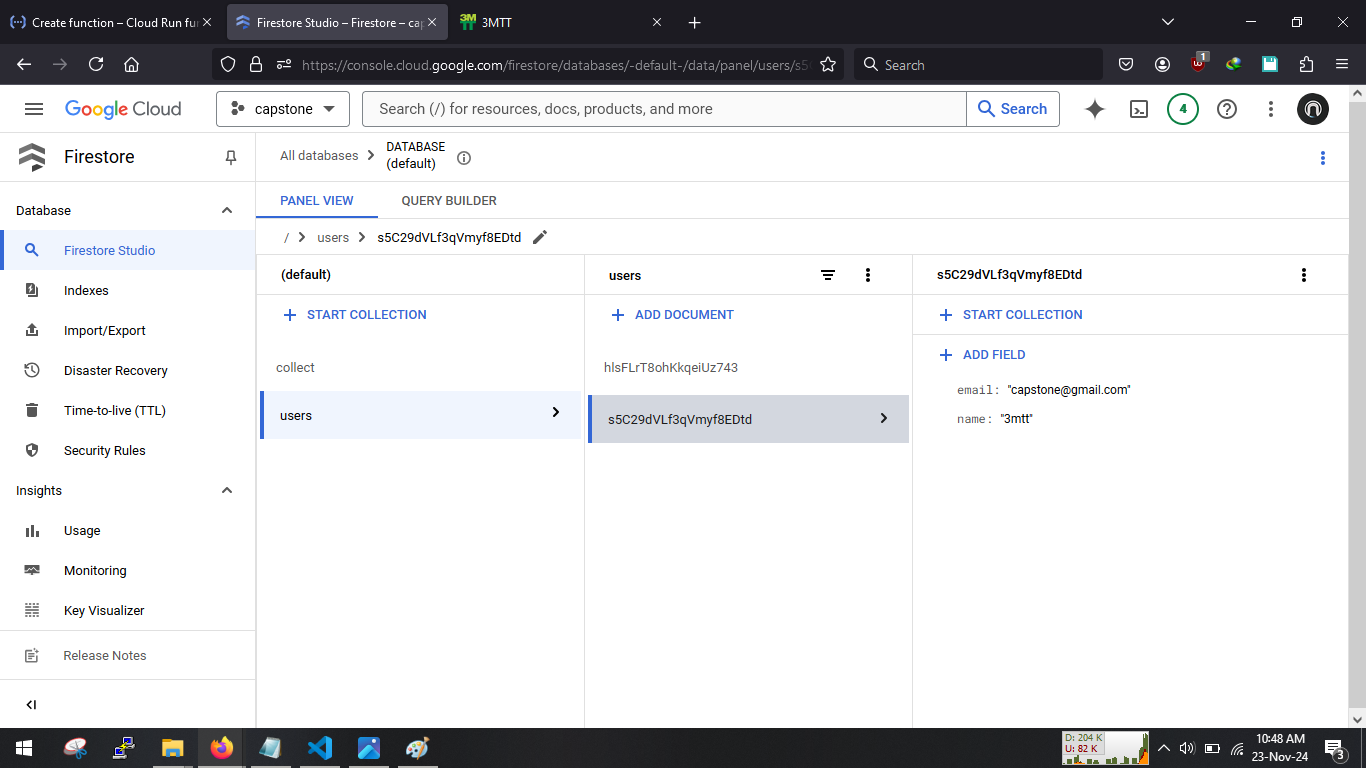 Create function – Cloud Run fu
Firestore Studio – Firestore – ca
3MTT
https://console.cloud.google.com/firestore/databases/-default-/data/panel/users/s5
Search
1
Google Cloud
capstone
Search (/) for resources, docs, products, and more
Search
4
Firestore
All databases
DATABASE
(default)
Database
PANEL VIEW
QUERY BUILDER
/ users s5C29dVLf3qVmyf8EDtd
Firestore Studio
Indexes
Import/Export
Disaster Recovery
Time-to-live (TTL)
Security Rules
Insights
Usage
Monitoring
Key Visualizer
Release Notes
(default)
START COLLECTION
collect
users
users
ADD DOCUMENT
hlsFLrT8ohKkqeiUz743
s5C29dVLf3qVmyf8EDtd
s5C29dVLf3qVmyf8EDtd
START COLLECTION
ADD FIELD
email: "capstone@gmail.com"
name: "3mtt"
D: 204 K
U: 82 K
10:48 AM
23-Nov-24
3